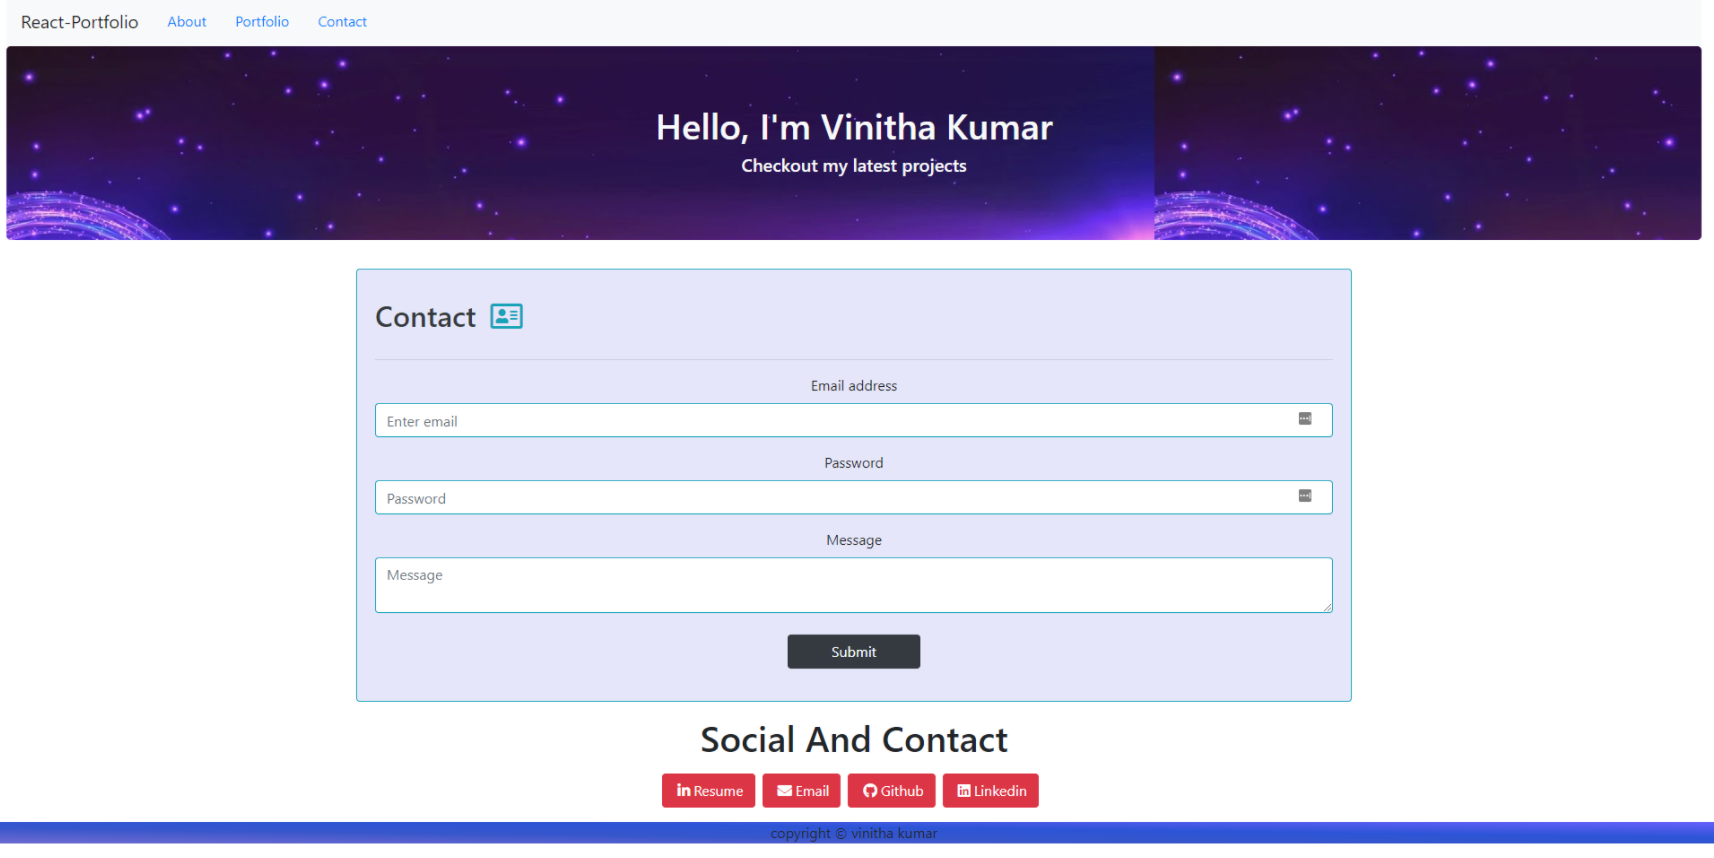 React-Portfolio About Portfolio Contact
Hello, I'm Vinitha Kumar
Checkout my latest projects
Contact
Email address
Enter email
Password
Password
Message
Message
Submit
Social And Contact
Resume Email Github Linkedin
copyright © vinitha kumar